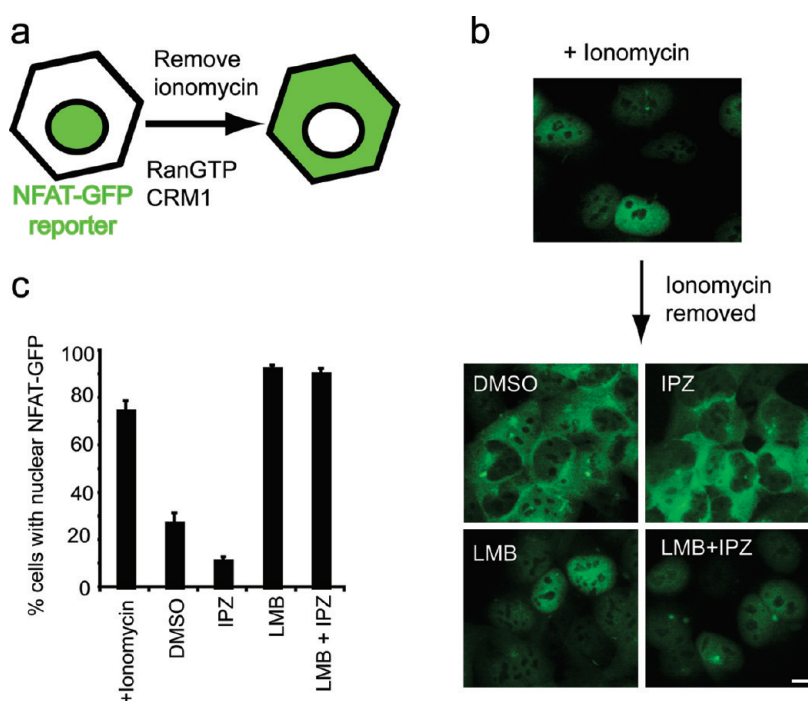 a
Remove
ionomycin
RanGTP
CRM1
NFAT-GFP
reporter
b
+ Ionomycin
Ionomycin
removed
DMSO
IPZ
LMB
LMB+IPZ
c
% cells with nuclear NFAT-GFP
100
80
60
40
20
0
+Ionomycin
DMSO
IPZ
LMB
LMB + IPZ